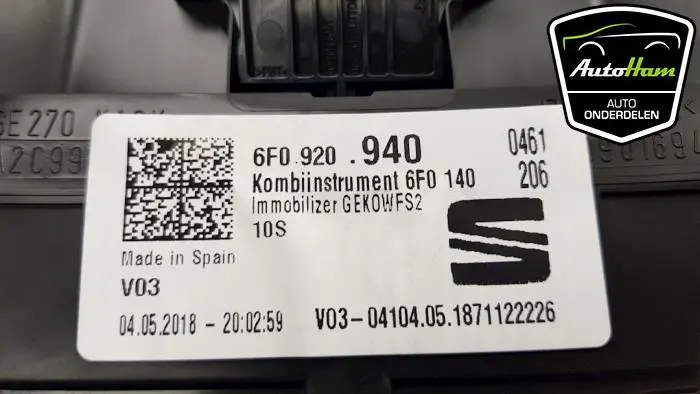 AutoHam
AUTO
ONDERDELEN
6F0.920.940 0461
Kombiinstrument 6F0 140 206
Immobilizer GEKOWFS2
10S
Made in Spain
V03
04.05.2018 - 20:02:59 V03-04104.05.1871122226